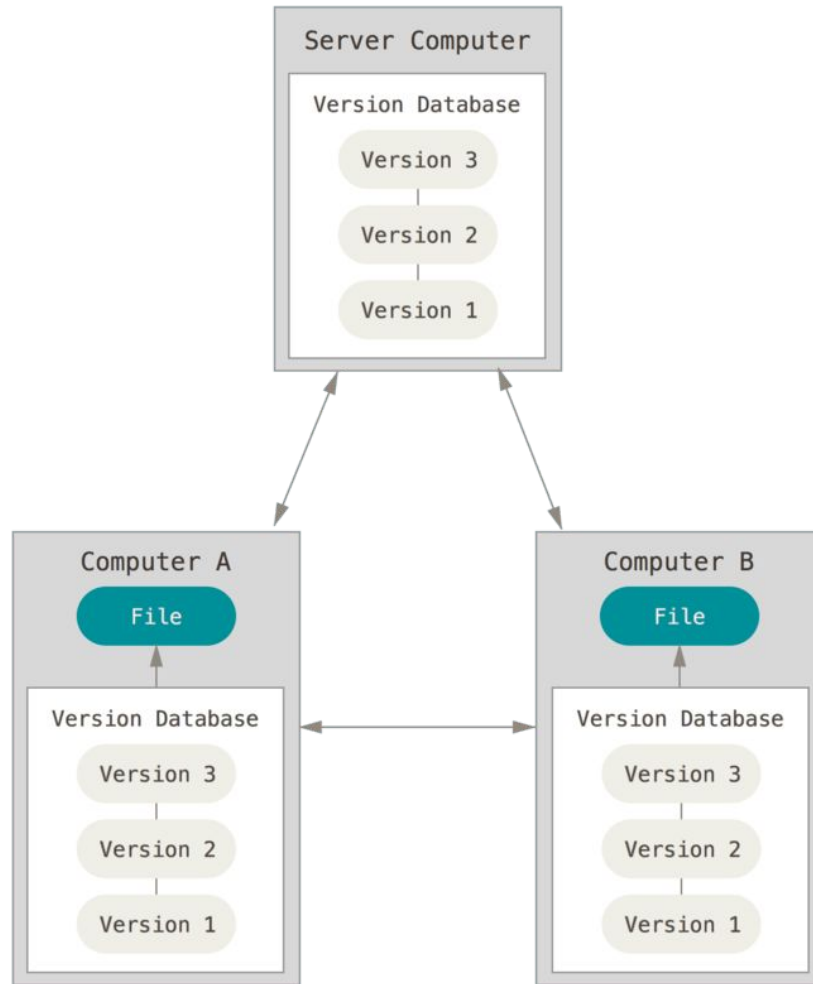 Server Computer
Version Database
Version 3
Version 2
Version 1
Computer A
File
Version Database
Version 3
Version 2
Version 1
Computer B
File
Version Database
Version 3
Version 2
Version 1